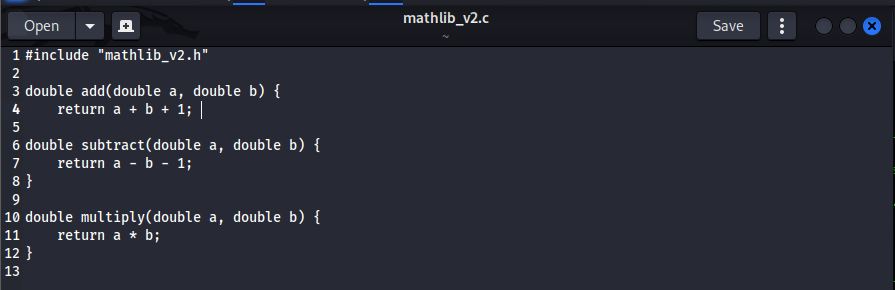 Open
mathlib_v2.c
~
Save
1 #include "mathlib_v2.h"
2
3 double add(double a, double b) {
4     return a + b + 1;
5
6 double subtract(double a, double b) {
7     return a - b - 1;
8 }
9
10 double multiply(double a, double b) {
11     return a * b;
12 }
13